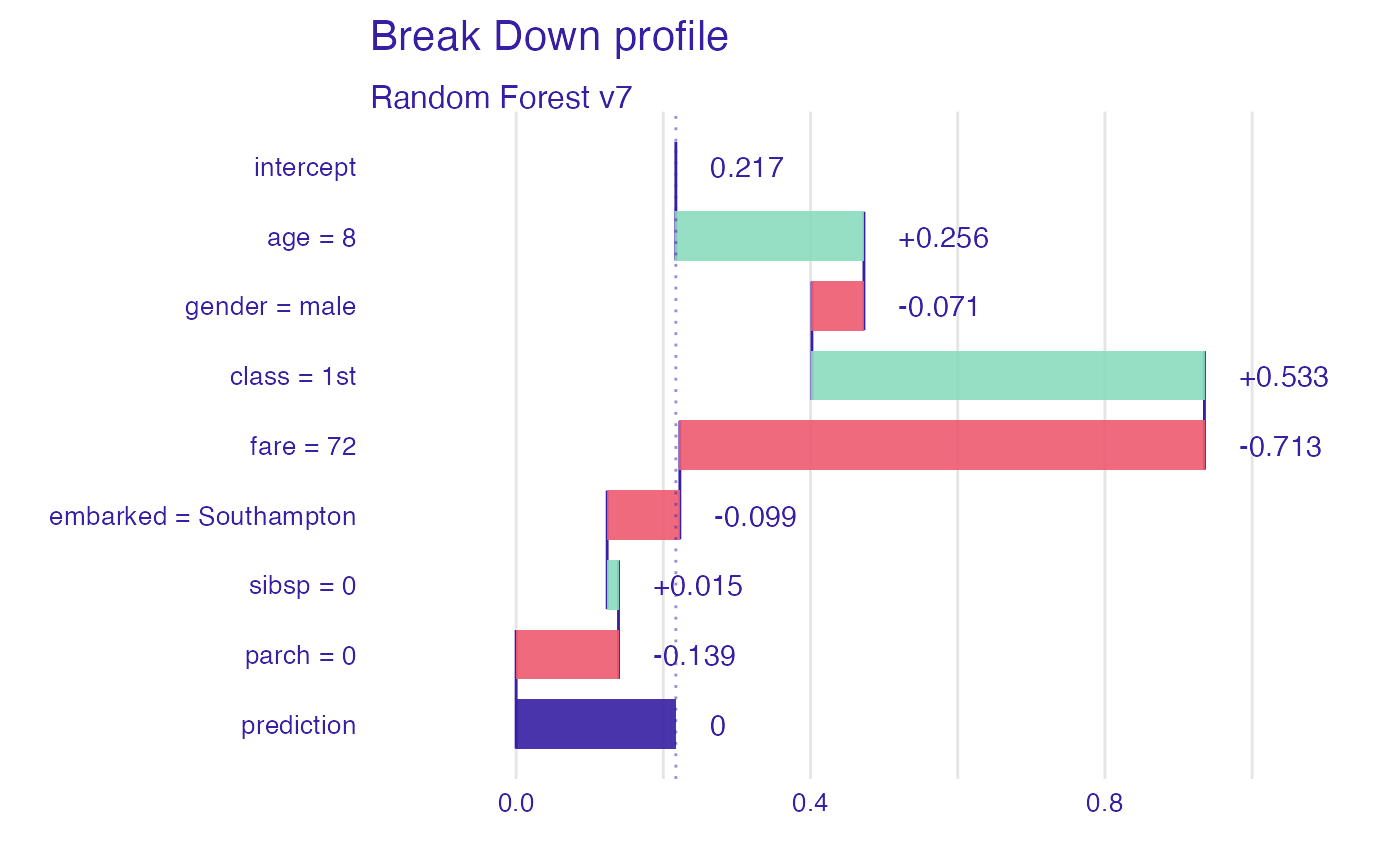 Break Down profile
Random Forest v7
intercept 0.217
age = 8 +0.256
gender = male -0.071
class = 1st +0.533
fare = 72 -0.713
embarked = Southampton -0.099
sibsp = 0 +0.015
parch = 0 -0.139
prediction 0
0.0 0.4 0.8